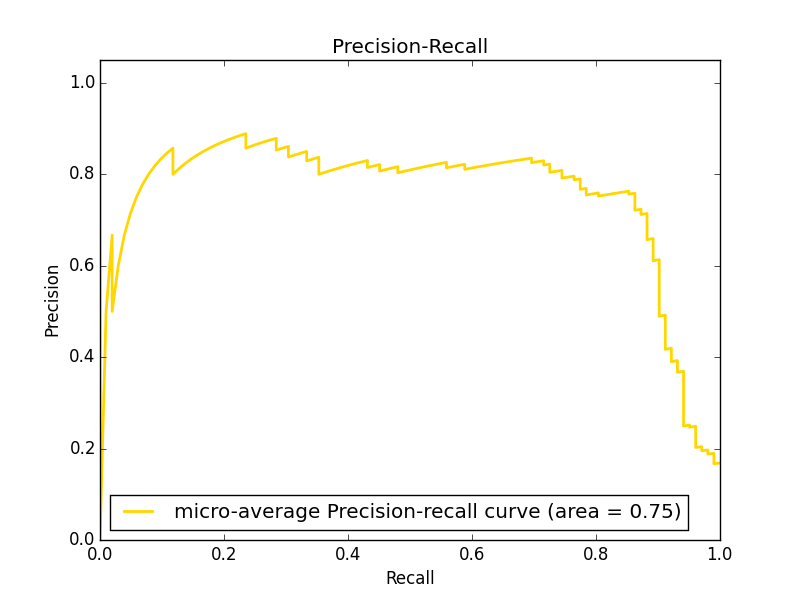 Precision-Recall
1.0
0.8
0.6
0.4
0.2
0.0
Precision
micro-average Precision-recall curve (area = 0.75)
0.0 0.2 0.4 0.6 0.8 1.0
Recall